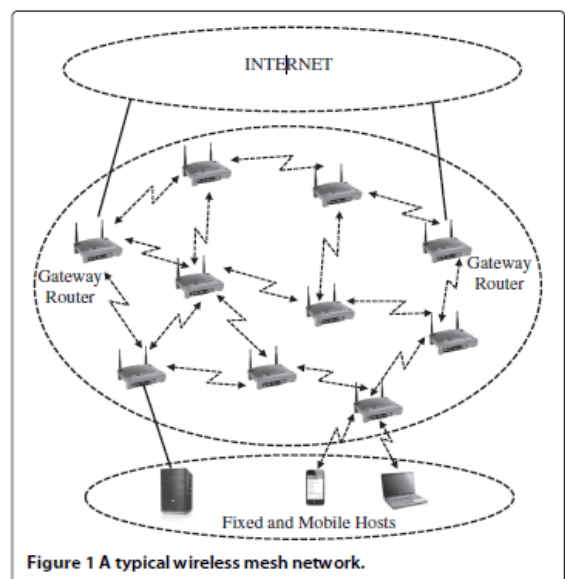 INTERNET
Gateway
Router
Gateway
Router
Fixed and Mobile Hosts
Figure 1 A typical wireless mesh network.